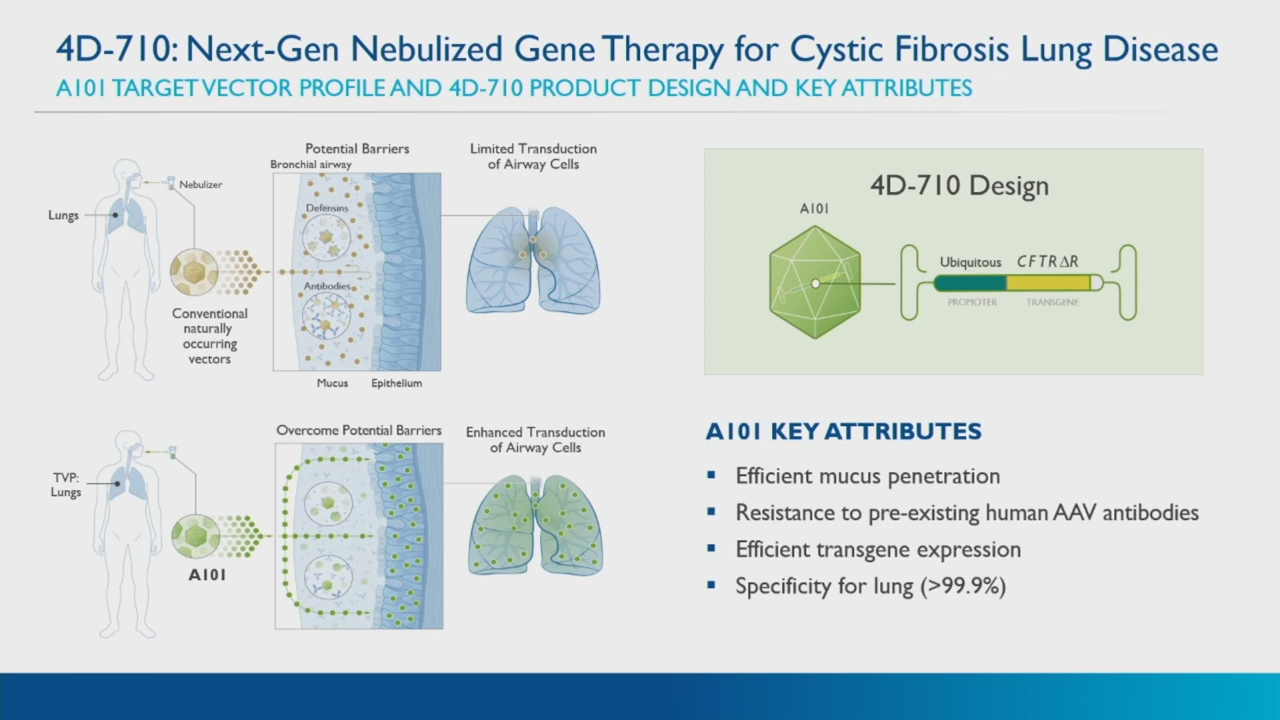 4D-710: Next-Gen Nebulized Gene Therapy for Cystic Fibrosis Lung Disease
A101 TARGET VECTOR PROFILE AND 4D-710 PRODUCT DESIGN AND KEY ATTRIBUTES
Potential Barriers
Bronchial airway
Limited Transduction
of Airway Cells
Nebulizer
Lungs
Defensins
Antibodies
Conventional
naturally
occurring
vectors
Mucus
Epithelium
Overcome Potential Barriers
Enhanced Transduction
of Airway Cells
TVP:
Lungs
A101
4D-710 Design
A101
Ubiquitous
CFTRΔR
PROMOTER
TRANSGENE
A101 KEY ATTRIBUTES
▪ Efficient mucus penetration
▪ Resistance to pre-existing human AAV antibodies
▪ Efficient transgene expression
▪ Specificity for lung (>99.9%)